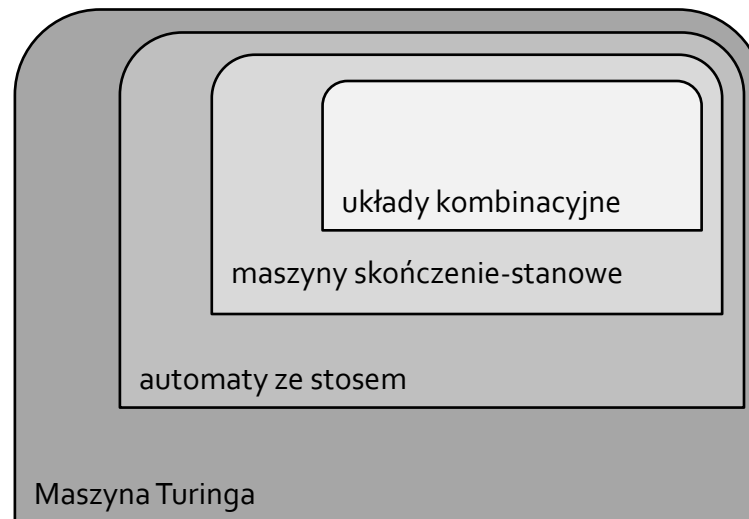 układy kombinacyjne
maszyny skończenie-stanowe
automaty ze stosem
Maszyna Turinga